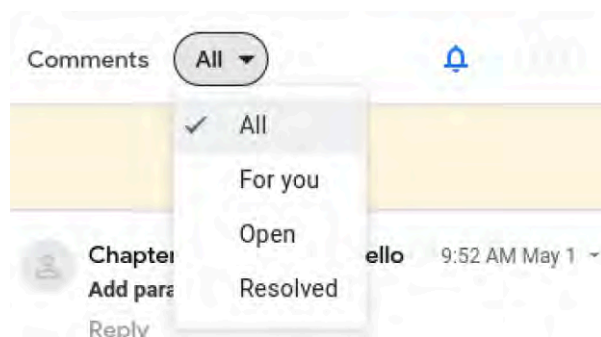 Comments All
All
For you
Open
Resolved
Chapter ello 9:52 AM May 1
Add para
Reply